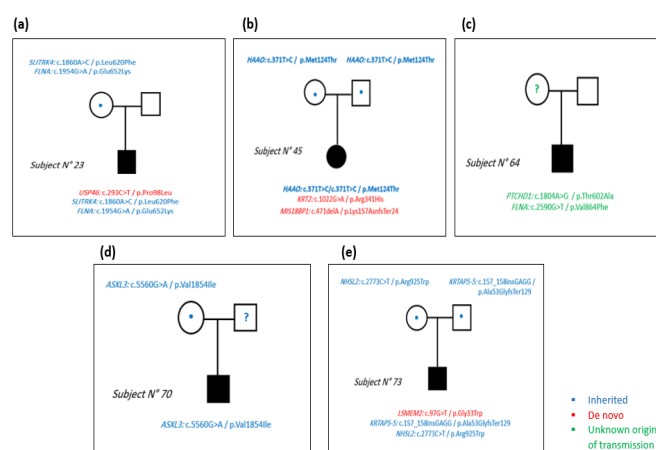 (a)
SLITRK4: c.1860A>C / p.Leu620Phe
FLNA: c.1954G>A / p.Glu652Lys
Subject N° 23
USP46: c.293C>T / p.Pro98Leu
SLITRK4: c.1860A>C / p.Leu620Phe
FLNA: c.1954G>A / p.Glu652Lys
(b)
HAAO: c.371T>C / p.Met124Thr HAAO: c.371T>C / p.Met124Thr
Subject N° 45
HAAO: c.371T>C/c.371T>C / p.Met124Thr
KRT2: c.1022G>A / p.Arg341His
MIS18BP1: c.471delA / p.Lys157AsnfsTer24
(c)
?
Subject N° 64
PTCHD1: c.1804A>G / p.Thr602Ala
FLNA: c.2590G>T / p.Val864Phe
(d)
ASXL3: c.5560G>A / p.Val1854Ile
?
Subject N° 70
ASXL3: c.5560G>A / p.Val1854Ile
(e)
NHSL2: c.2773C>T / p.Arg925Trp KRTAP5-5: c.157_158insGAGG /
p.Ala53GlyfsTer129
Subject N° 73
LSMEM2: c.97G>T / p.Gly33Trp
KRTAP5-5: c.157_158insGAGG / p.Ala53GlyfsTer129
NHSL2: c.2773C>T / p.Arg925Trp
Inherited
De novo
Unknown origin
of transmission